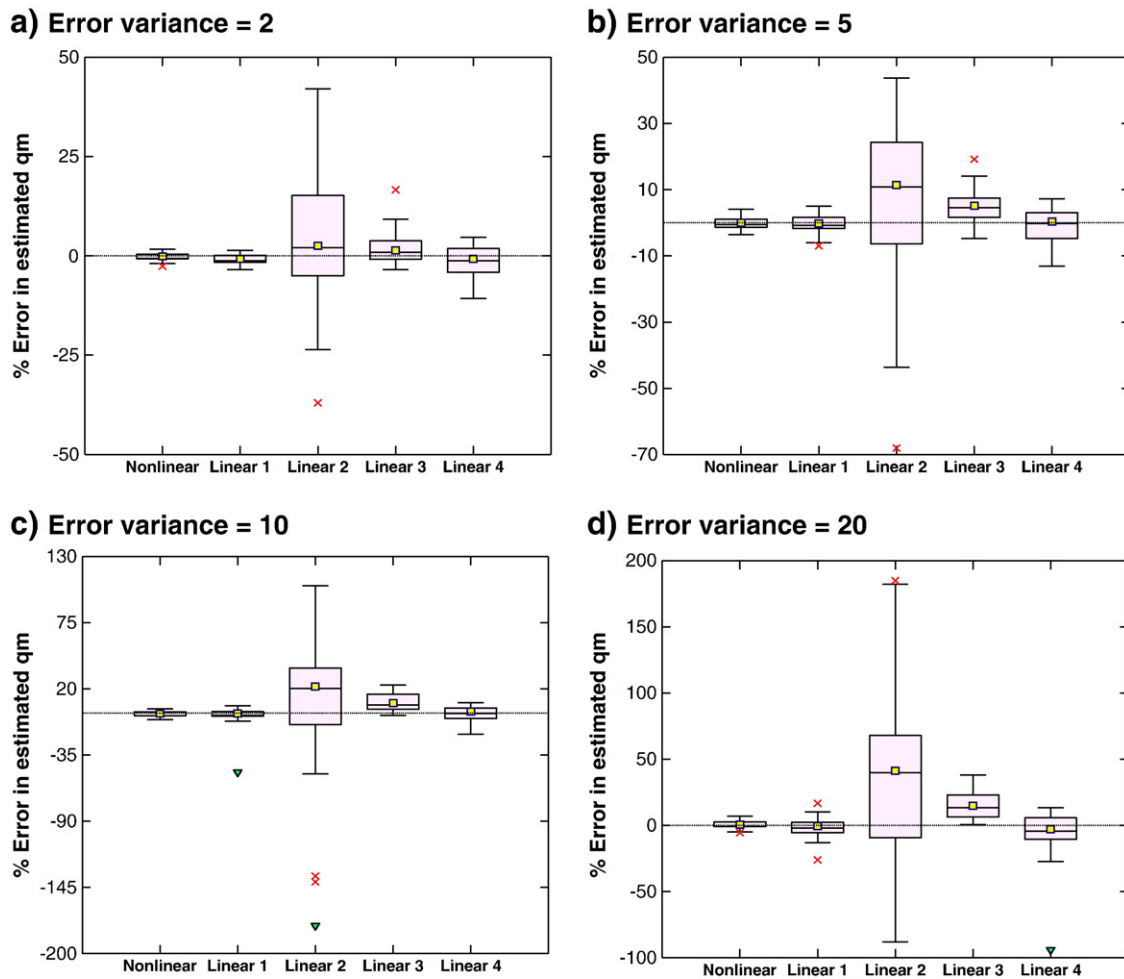 a) Error variance = 2
50
25
0
-25
-50
% Error in estimated qm
Nonlinear Linear 1 Linear 2 Linear 3 Linear 4
b) Error variance = 5
50
30
10
-10
-30
-50
-70
% Error in estimated qm
Nonlinear Linear 1 Linear 2 Linear 3 Linear 4
c) Error variance = 10
130
75
20
-35
-90
-145
-200
% Error in estimated qm
Nonlinear Linear 1 Linear 2 Linear 3 Linear 4
d) Error variance = 20
200
150
100
50
0
-50
-100
% Error in estimated qm
Nonlinear Linear 1 Linear 2 Linear 3 Linear 4